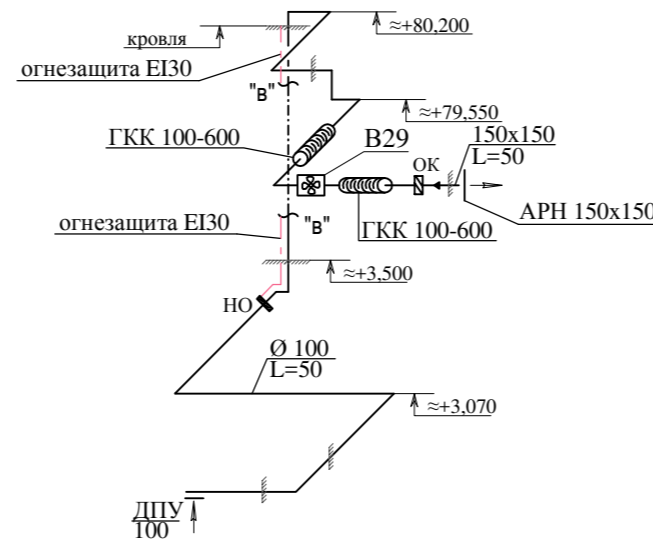 ≈+80,200
кровля
огнезащита EI30
"В"
≈+79,550
ГКК 100-600
В29
ОК
150x150
L=50
АРН 150x150
ГКК 100-600
огнезащита EI30
"В"
≈+3,500
НО
Ø 100
L=50
≈+3,070
ДПУ
100